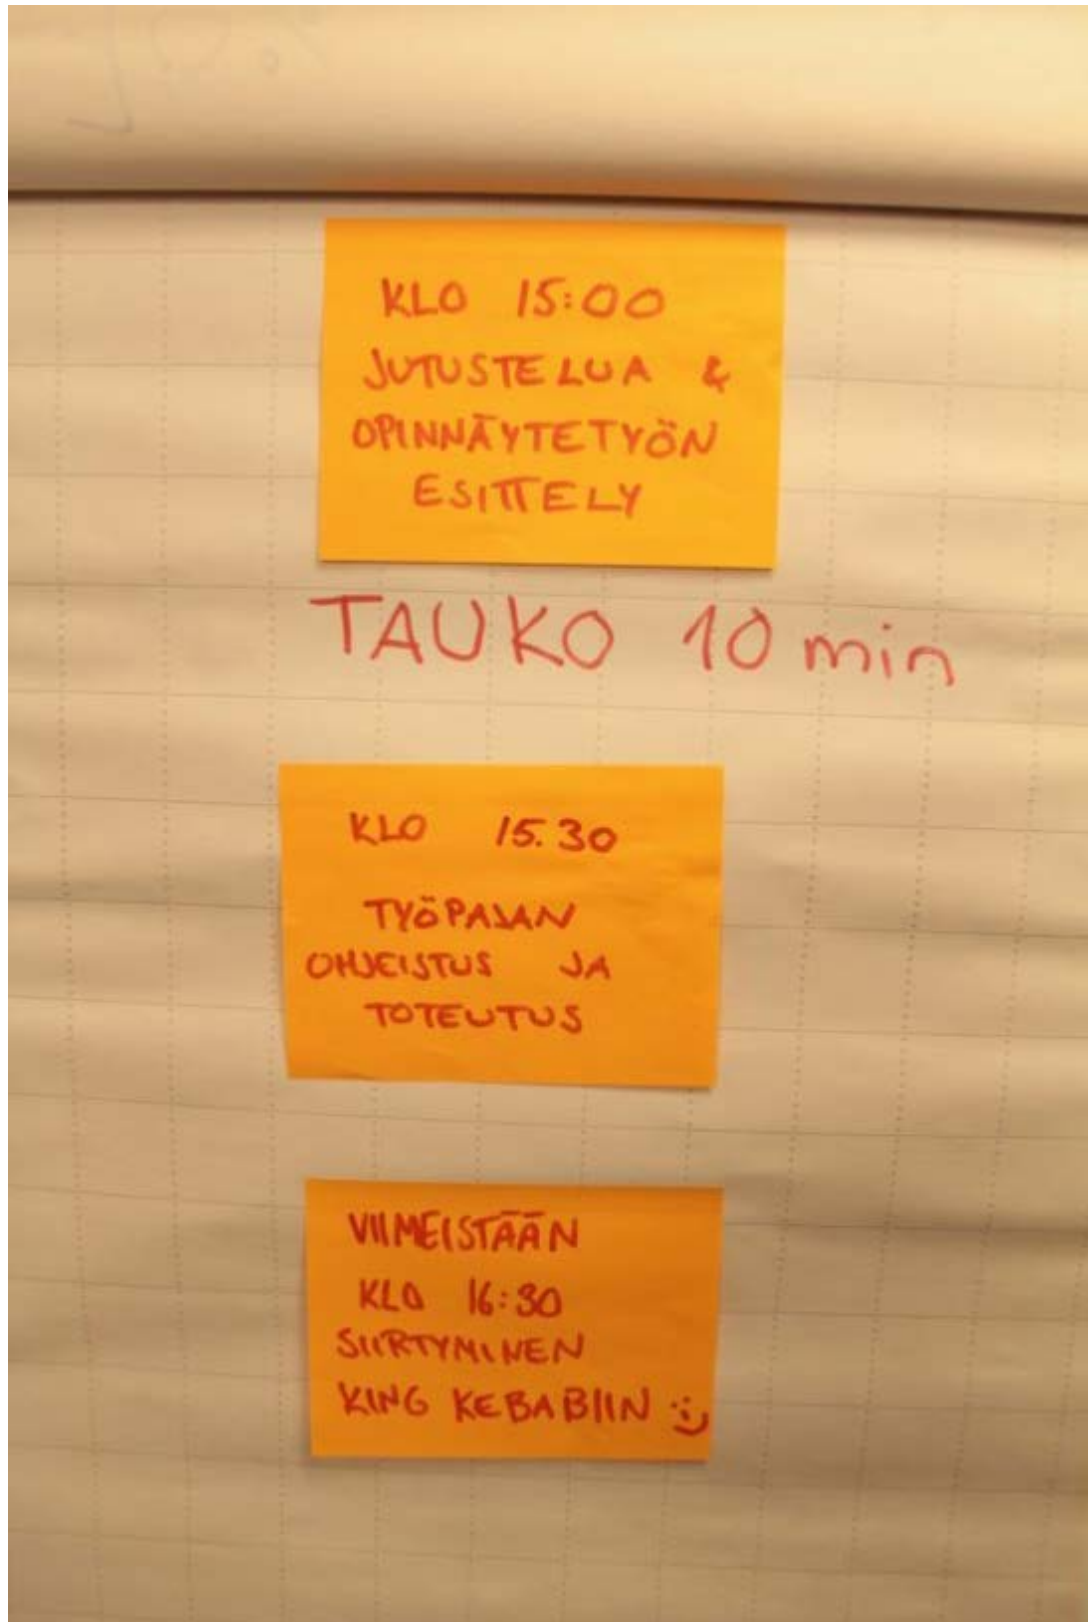 KLO 15:00
JUTUSTELUA &
OPINNÄYTETYÖN
ESITTELY
TAUKO 10 min
KLO 15.30
TYÖPAJAN
OHJEISTUS JA
TOTEUTUS
VIIMEISTÄÄN
KLO 16:30
SIIRTYMINEN
KING KEBABIIN :)